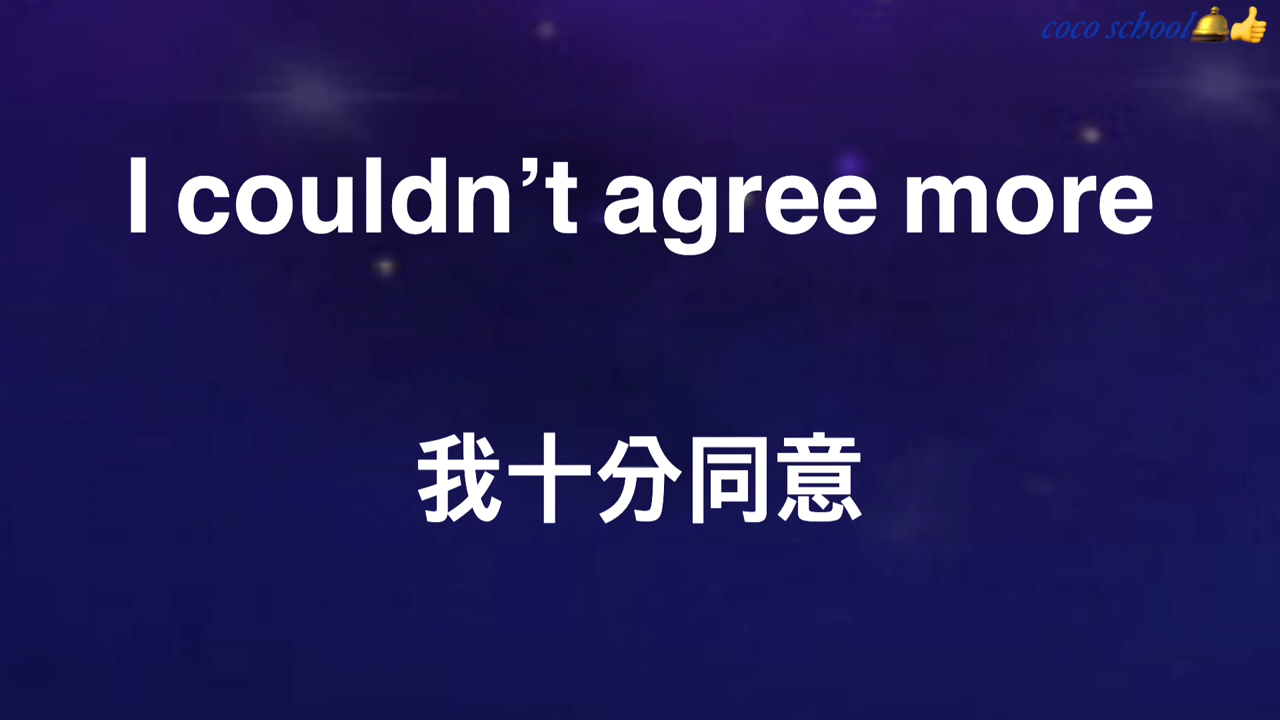 coco school🛎️👍
I couldn’t agree more
我十分同意